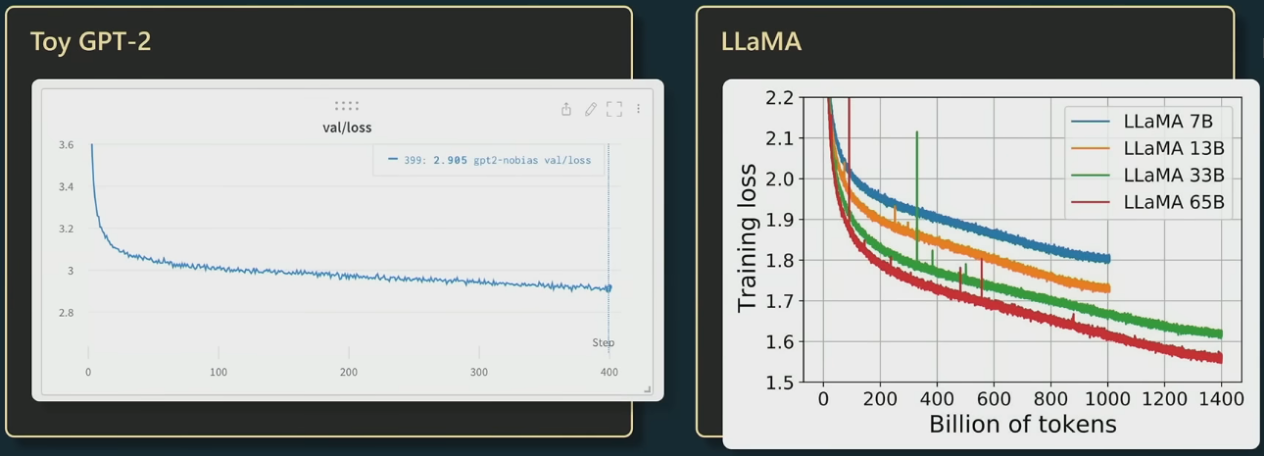 Toy GPT-2
val/loss
3.6
399: 2.905 gpt2-nobias val/loss
3.4
3.2
3
2.8
Step
0 100 200 300 400
LLaMA
2.2
2.1
2.0
1.9
1.8
1.7
1.6
1.5
Training loss
LLaMA 7B
LLaMA 13B
LLaMA 33B
LLaMA 65B
0 200 400 600 800 1000 1200 1400
Billion of tokens